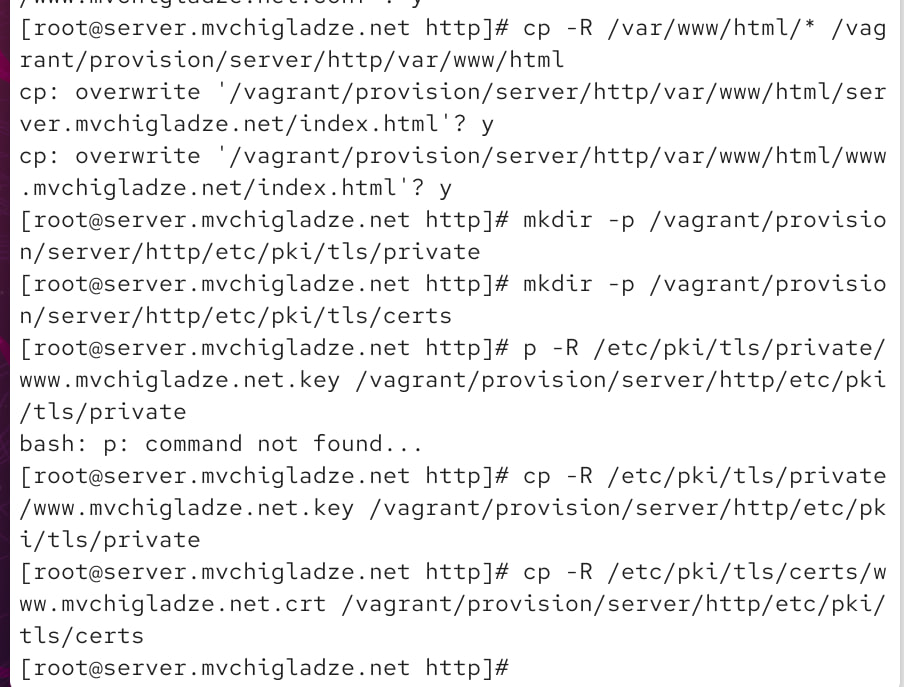 /www.mvchigladze.net.conf'? y
[root@server.mvchigladze.net http]# cp -R /var/www/html/* /vag
rant/provision/server/http/var/www/html
cp: overwrite '/vagrant/provision/server/http/var/www/html/ser
ver.mvchigladze.net/index.html'? y
cp: overwrite '/vagrant/provision/server/http/var/www/html/www
.mvchigladze.net/index.html'? y
[root@server.mvchigladze.net http]# mkdir -p /vagrant/provisio
n/server/http/etc/pki/tls/private
[root@server.mvchigladze.net http]# mkdir -p /vagrant/provisio
n/server/http/etc/pki/tls/certs
[root@server.mvchigladze.net http]# p -R /etc/pki/tls/private/
www.mvchigladze.net.key /vagrant/provision/server/http/etc/pki
/tls/private
bash: p: command not found...
[root@server.mvchigladze.net http]# cp -R /etc/pki/tls/private
/www.mvchigladze.net.key /vagrant/provision/server/http/etc/pk
i/tls/private
[root@server.mvchigladze.net http]# cp -R /etc/pki/tls/certs/w
ww.mvchigladze.net.crt /vagrant/provision/server/http/etc/pki/
tls/certs
[root@server.mvchigladze.net http]#